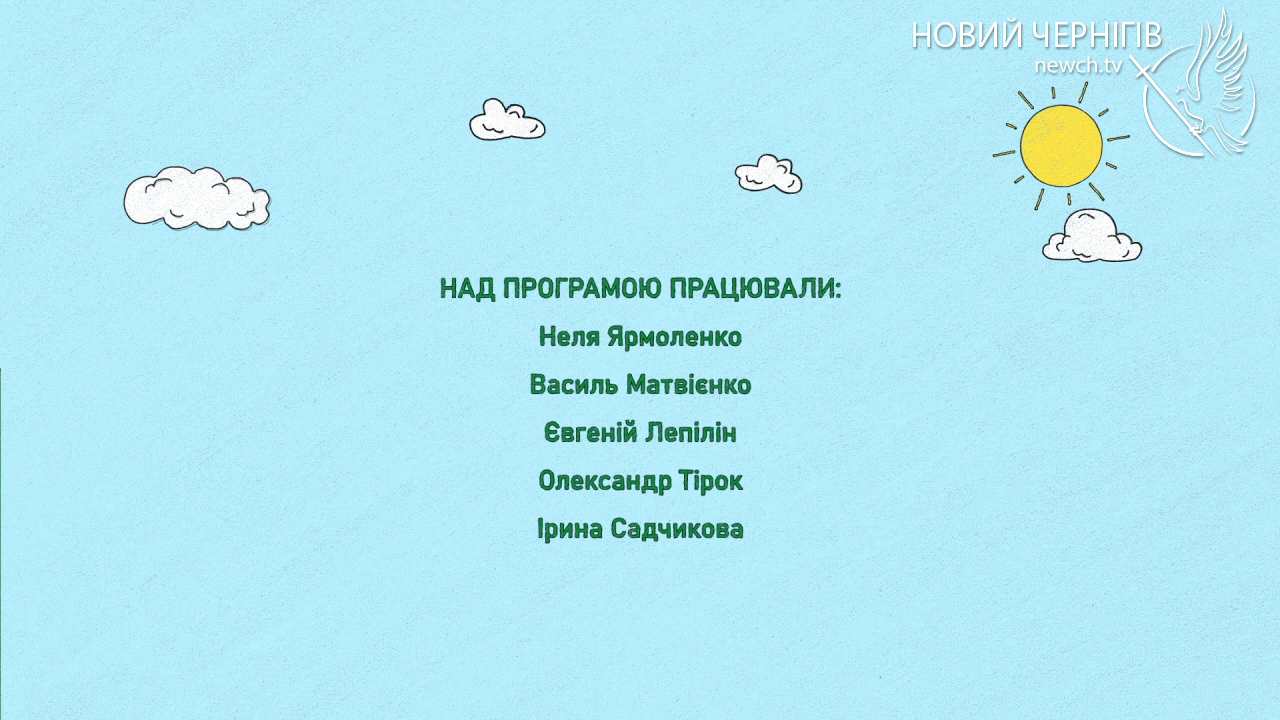 НОВИЙ ЧЕРНІГІВ
newch.tv
НАД ПРОГРАМОЮ ПРАЦЮВАЛИ:
Неля Ярмоленко
Василь Матвієнко
Євгеній Лепілін
Олександр Тірок
Ірина Садчикова